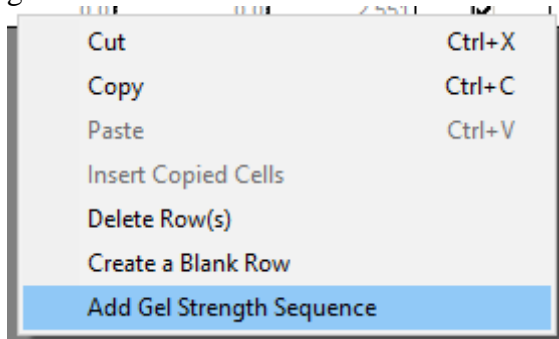 Cut Ctrl+X
Copy Ctrl+C
Paste Ctrl+V
Insert Copied Cells
Delete Row(s)
Create a Blank Row
Add Gel Strength Sequence